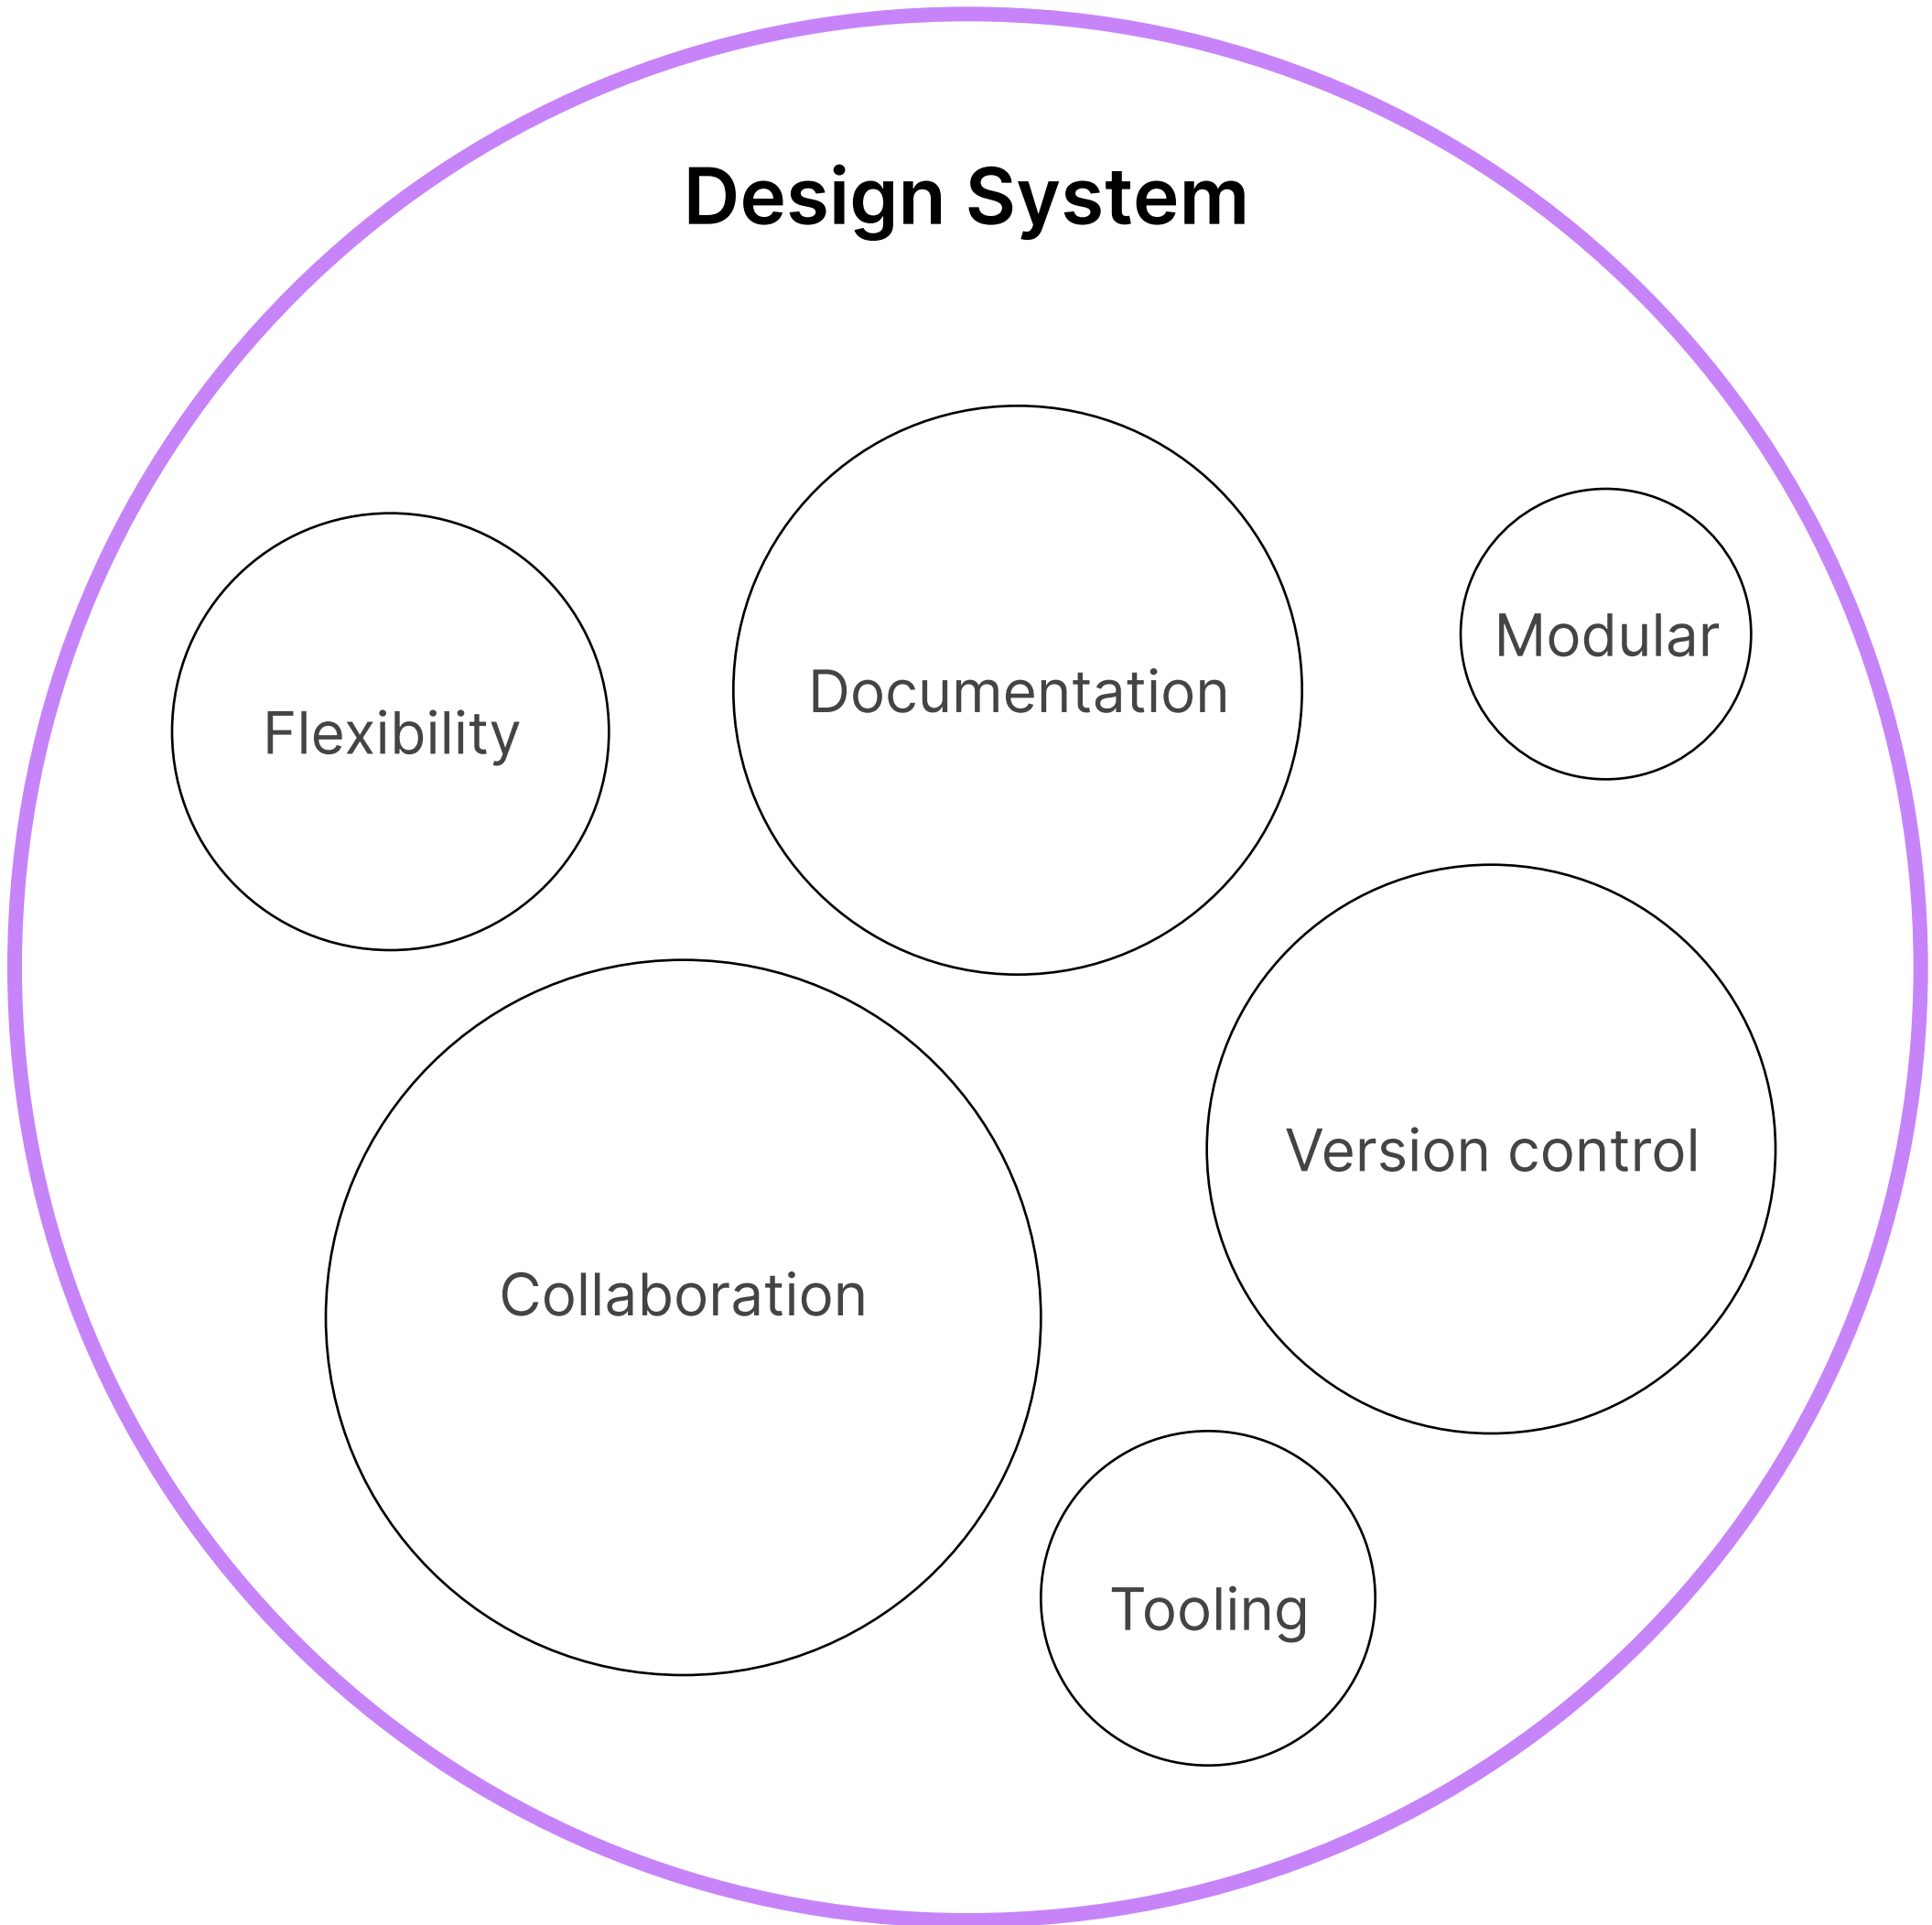 Design System
Flexibility
Documentation
Modular
Collaboration
Version control
Tooling